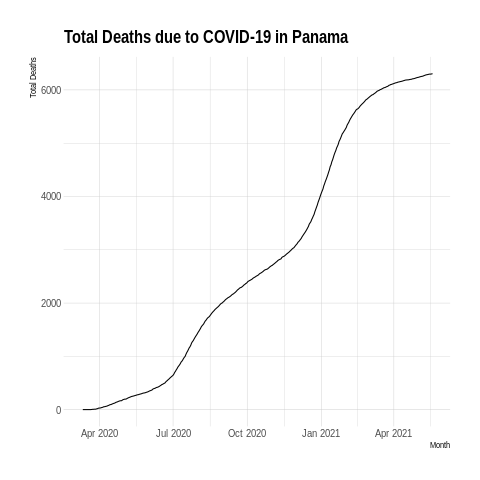 Total Deaths due to COVID-19 in Panama
Total Deaths
6000
4000
2000
0
Apr 2020 Jul 2020 Oct 2020 Jan 2021 Apr 2021
Month